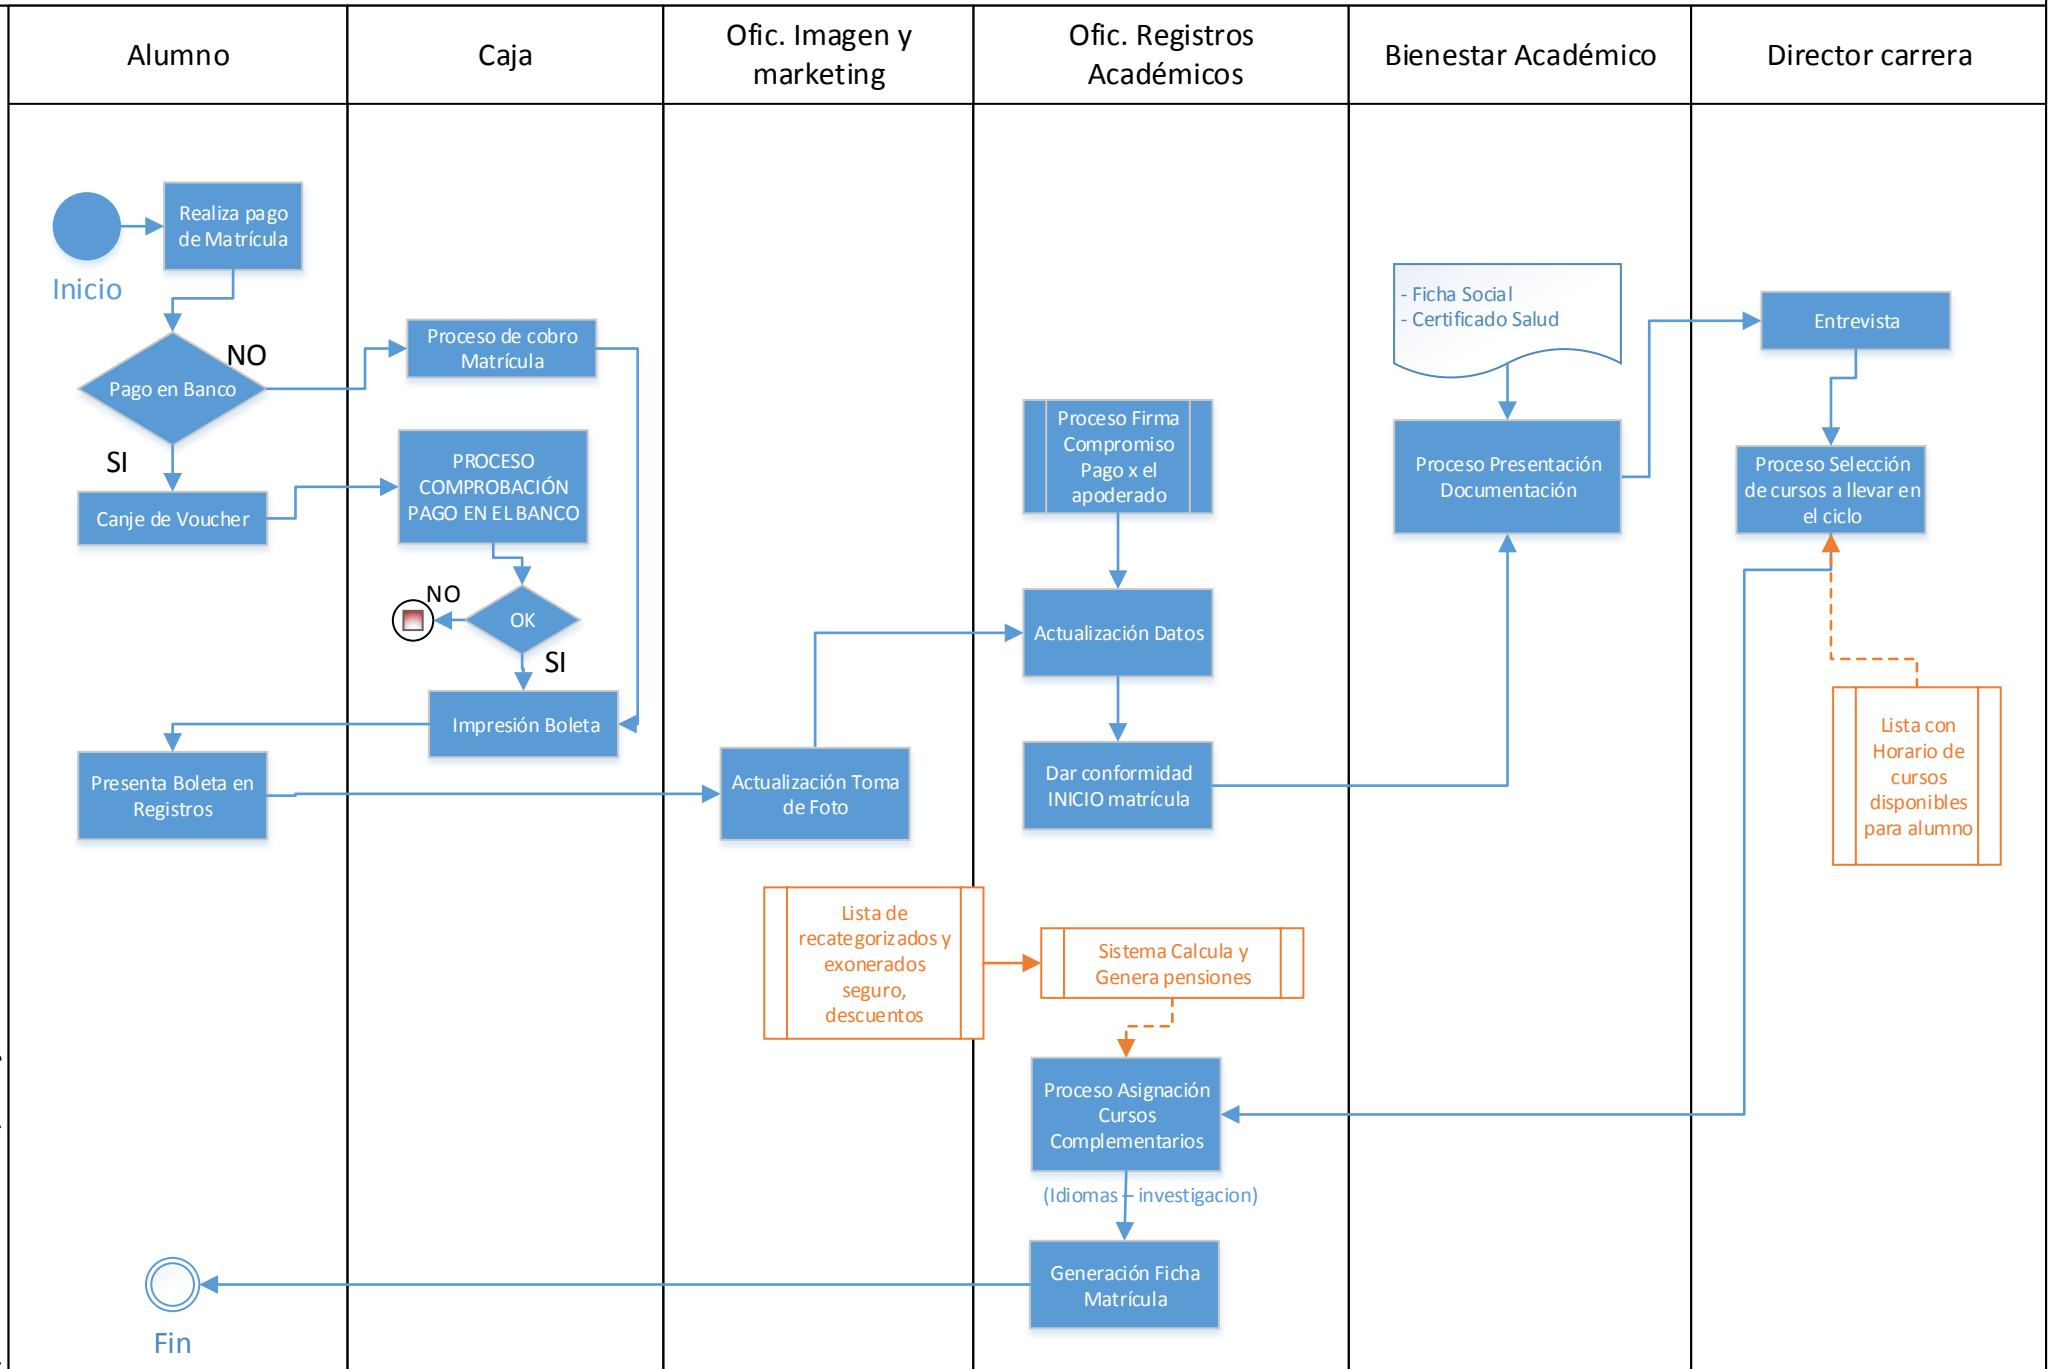 Alumno
Caja
Ofic. Imagen y
marketing
Ofic. Registros
Académicos
Bienestar Académico
Director carrera
Inicio
Realiza pago
de Matrícula
Pago en Banco
NO
SI
Canje de Voucher
Presenta Boleta en
Registros
Fin
Proceso de cobro
Matrícula
PROCESO
COMPROBACIÓN
PAGO EN EL BANCO
OK
NO
SI
Impresión Boleta
Actualización Toma
de Foto
Lista de
recategorizados y
exonerados
seguro,
descuentos
Proceso Firma
Compromiso
Pago x el
apoderado
Actualización Datos
Dar conformidad
INICIO matrícula
Sistema Calcula y
Genera pensiones
Proceso Asignación
Cursos
Complementarios
(Idiomas – investigacion)
Generación Ficha
Matrícula
- Ficha Social
- Certificado Salud
Proceso Presentación
Documentación
Entrevista
Proceso Selección
de cursos a llevar en
el ciclo
Lista con
Horario de
cursos
disponibles
para alumno